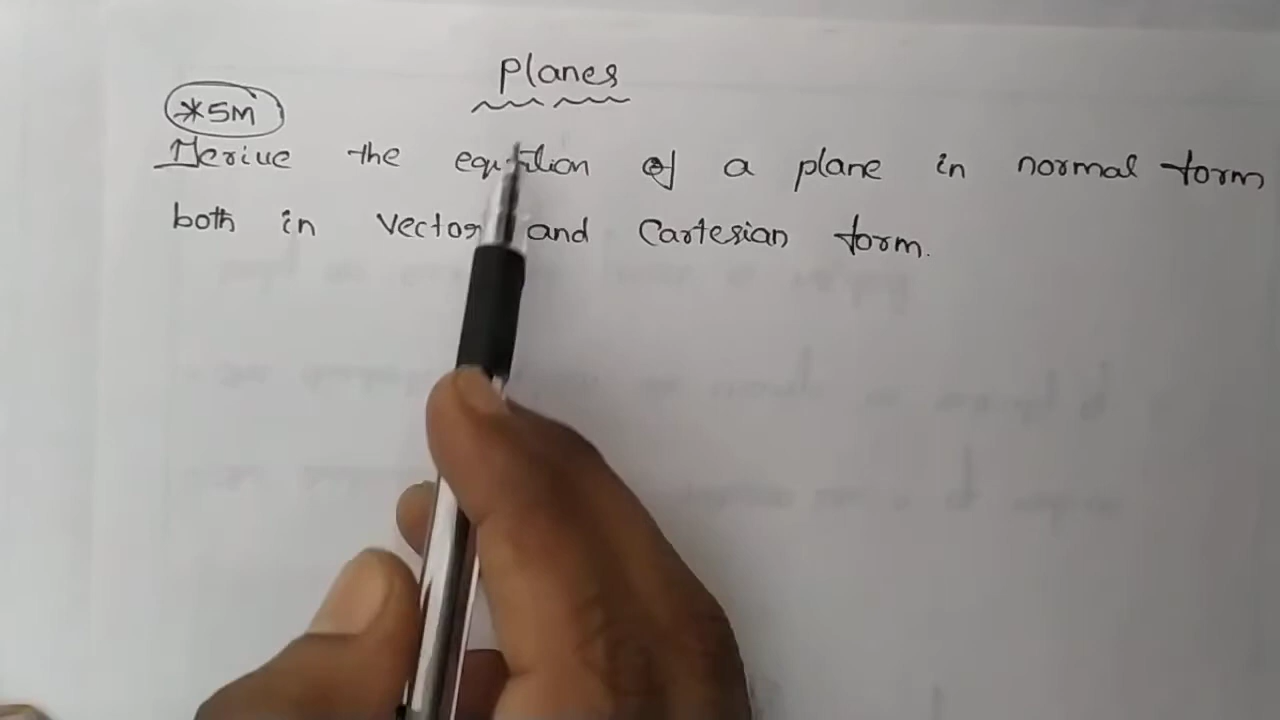 Planes
*5M
Derive the equation of a plane in normal form
both in vector and Cartesian form.